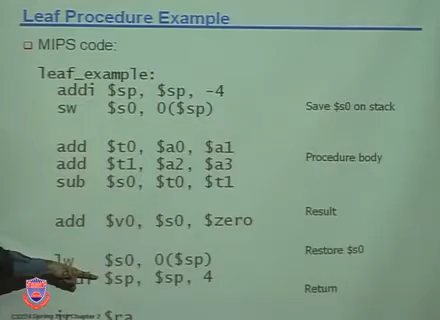 Leaf Procedure Example
MIPS code:
leaf_example:
addi $sp, $sp, -4
sw $s0, 0($sp)
Save $s0 on stack
add $t0, $a0, $a1
add $t1, $a2, $a3
Procedure body
sub $s0, $t0, $t1
Result
add $v0, $s0, $zero
Restore $s0
lw $s0, 0($sp)
$sp, $sp, 4
Return
$ra